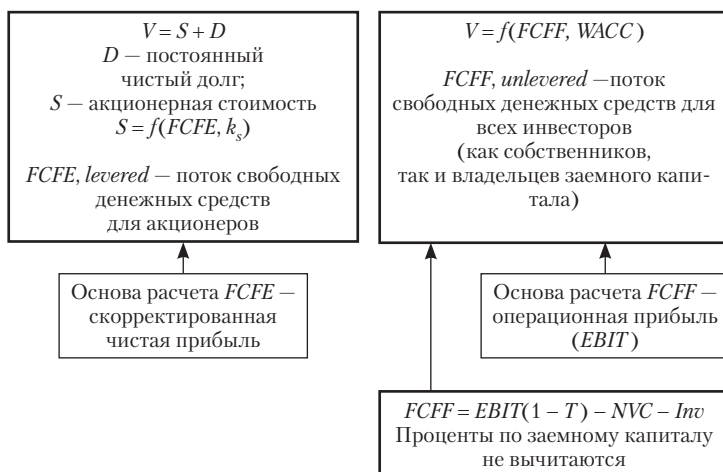 V = S + D
D — постоянный
чистый долг;
S — акционерная стоимость
S = f(FCFE, kₛ)
FCFE, levered — поток свободных
денежных средств
для акционеров
Основа расчета FCFE —
скорректированная
чистая прибыль
V = f(FCFF, WACC)
FCFF, unlevered —поток
свободных денежных средств для
всех инвесторов
(как собственников,
так и владельцев заемного капи-
тала)
Основа расчета FCFF –
операционная прибыль
(EBIT)
FCFF = EBIT(1 – T) – NVC – Inv
Проценты по заемному капиталу
не вычитаются